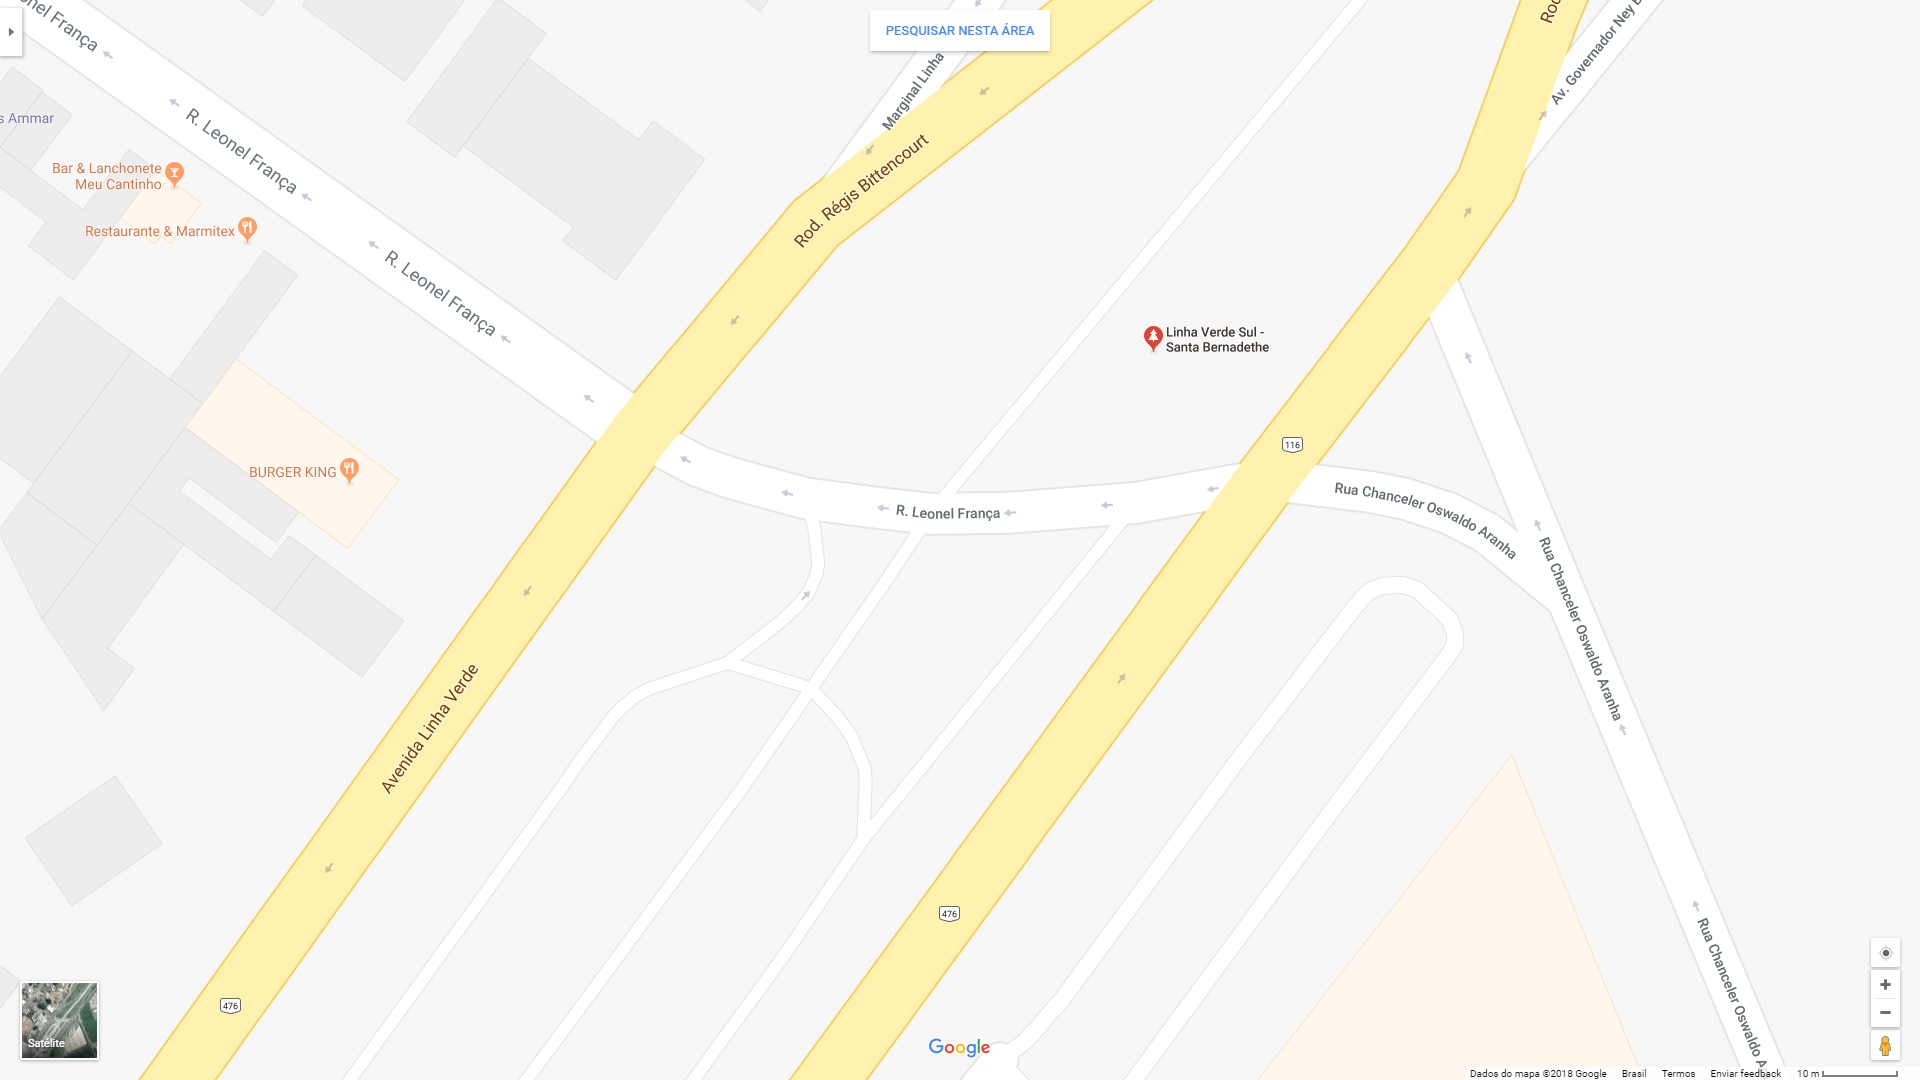 Leonel França
PESQUISAR NESTA ÁREA
Rod
Av. Governador Ney B
Marginal Linha
s Ammar
R. Leonel França
Bar & Lanchonete
Meu Cantinho
Restaurante & Marmitex
Rod. Régis Bittencourt
R. Leonel França
Linha Verde Sul -
Santa Bernadethe
116
BURGER KING
R. Leonel França
Rua Chanceler Oswaldo Aranha
Rua Chanceler Oswaldo Aranha
Avenida Linha Verde
476
476
Rua Chanceler Oswaldo A
Satélite
Google
Dados do mapa ©2018 Google
Brasil
Termos
Enviar feedback
10 m